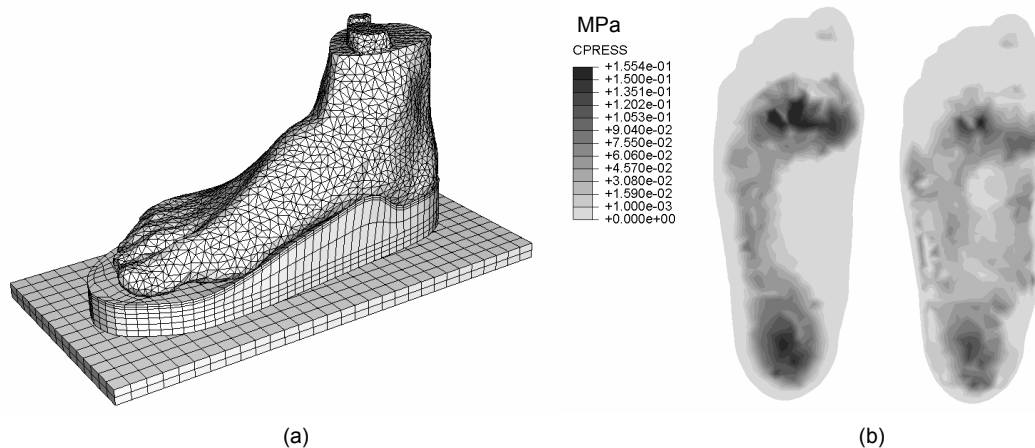 MPa
CPRESS
+1.554e-01
+1.500e-01
+1.351e-01
+1.202e-01
+1.053e-01
+9.040e-02
+7.550e-02
+6.060e-02
+4.570e-02
+3.080e-02
+1.590e-02
+1.000e-03
+0.000e+00
(a)
(b)